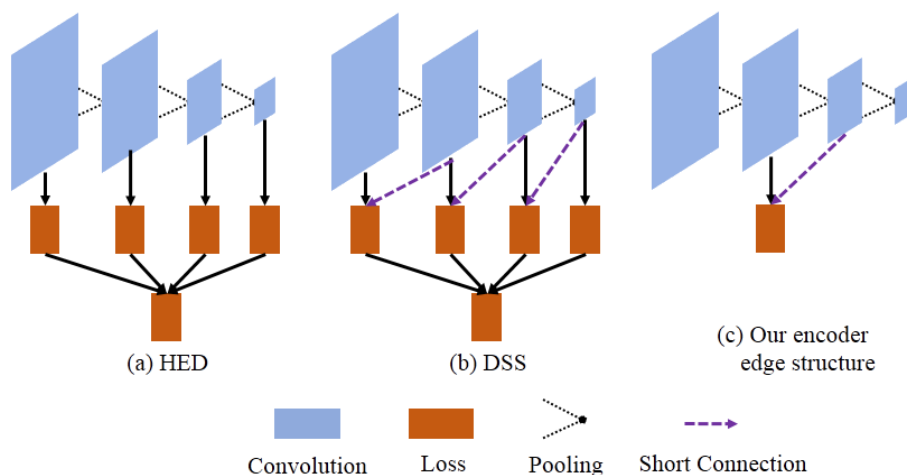 (a) HED
(b) DSS
(c) Our encoder
edge structure
Convolution
Loss
Pooling
Short Connection